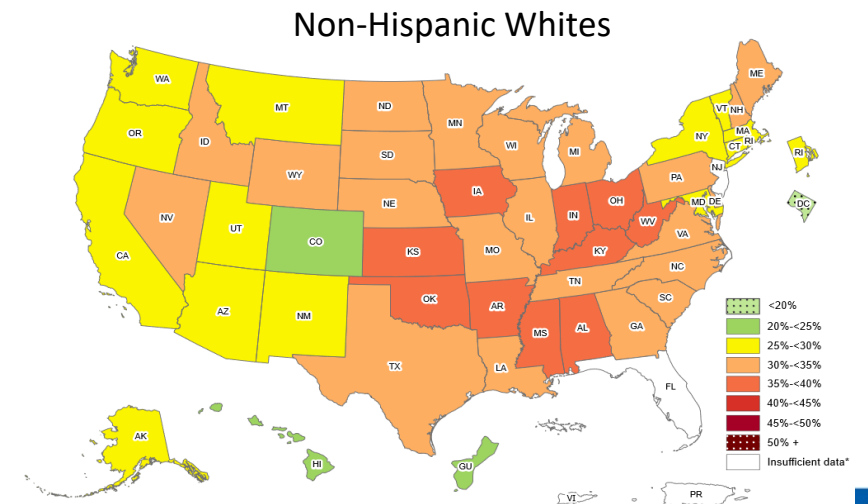 Non-Hispanic Whites
WA
MT
ND
MN
ME
OR
ID
WY
SD
WI
MI
VT
NH
NY
MA
RI
CT
RI
NV
UT
CO
NE
IA
IL
IN
OH
PA
NJ
MD
DE
DC
CA
KS
MO
KY
WV
VA
AZ
NM
OK
AR
TN
NC
TX
LA
MS
AL
GA
SC
FL
AK
HI
GU
VI
PR
<20%
20%-<25%
25%-<30%
30%-<35%
35%-<40%
40%-<45%
45%-<50%
50% +
Insufficient data*